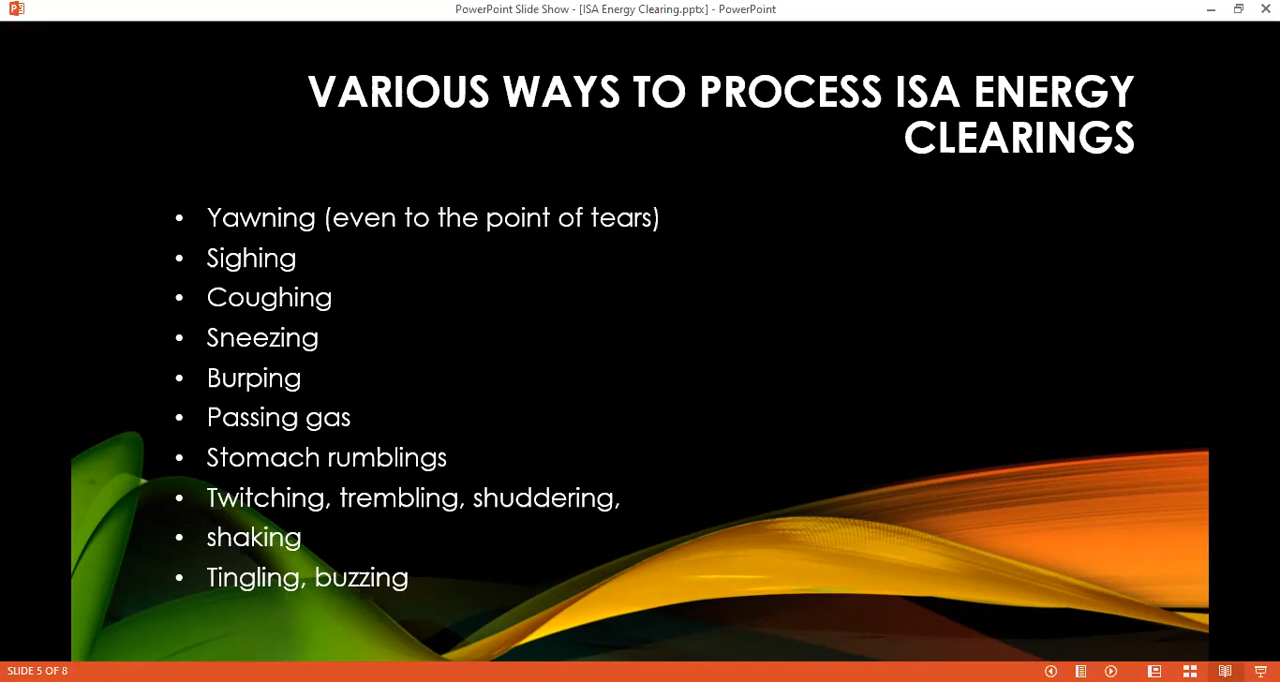 PowerPoint Slide Show - [ISA Energy Clearing.pptx] - PowerPoint
VARIOUS WAYS TO PROCESS ISA ENERGY
CLEARINGS
• Yawning (even to the point of tears)
• Sighing
• Coughing
• Sneezing
• Burping
• Passing gas
• Stomach rumblings
• Twitching, trembling, shuddering,
• shaking
• Tingling, buzzing
SLIDE 5 OF 8